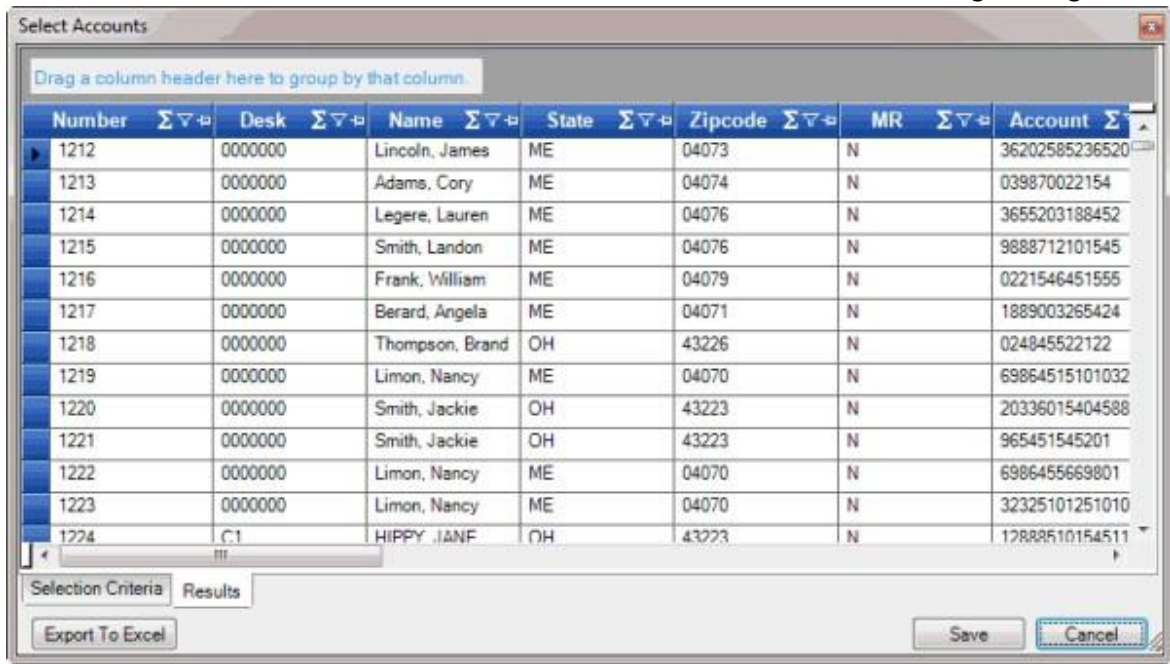 Select Accounts
Drag a column header here to group by that column.
Number Σ Desk Σ Name Σ State Σ Zipcode Σ MR Σ Account Σ
1212 0000000 Lincoln, James ME 04073 N 36202585236520
1213 0000000 Adams, Cory ME 04074 N 039870022154
1214 0000000 Legere, Lauren ME 04076 N 3655203188452
1215 0000000 Smith, Landon ME 04076 N 9888712101545
1216 0000000 Frank, William ME 04079 N 0221546451555
1217 0000000 Berard, Angela ME 04071 N 1889003265424
1218 0000000 Thompson, Brand OH 43226 N 024845522122
1219 0000000 Limon, Nancy ME 04070 N 69864515101032
1220 0000000 Smith, Jackie OH 43223 N 20336015404588
1221 0000000 Smith, Jackie OH 43223 N 965451545201
1222 0000000 Limon, Nancy ME 04070 N 6986455669801
1223 0000000 Limon, Nancy ME 04070 N 32325101251010
1224 C1 HIPPY, JANE OH 43223 N 12888510154511
Selection Criteria Results
Export To Excel Save Cancel